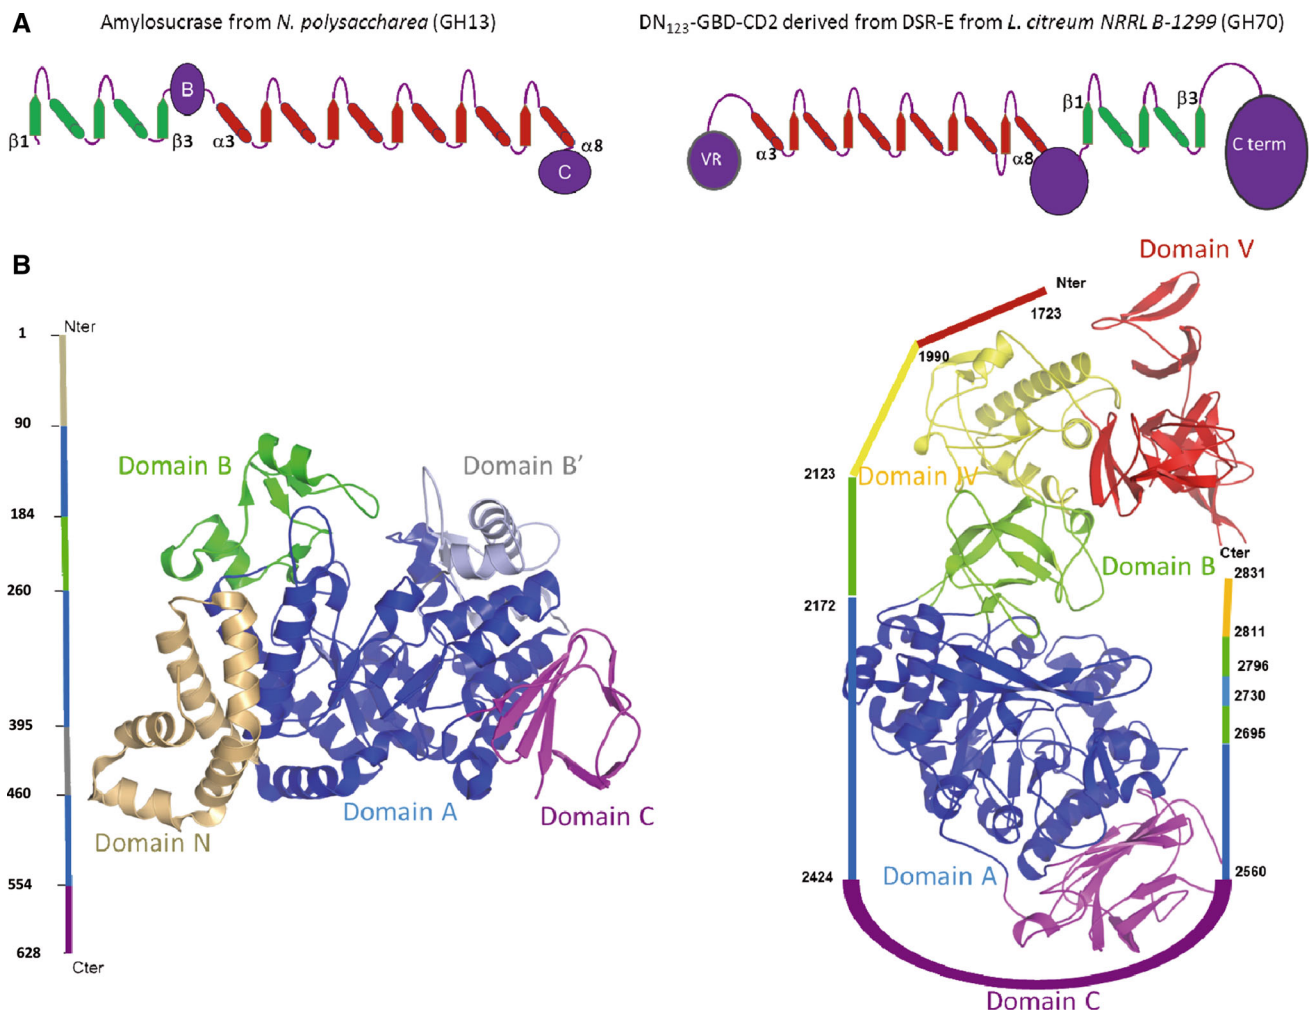 A
Amylosucrase from N. polysaccharea (GH13)
DN123-GBD-CD2 derived from DSR-E from L. citreum NRRL B-1299 (GH70)
B
β1
β3
α3
α8
C
VR
α3
α8
β1
β3
C term
B
Domain V
Nter
1723
1990
1
Nter
90
184
260
395
460
554
628
Cter
Domain B
Domain B′
Domain N
Domain A
Domain C
2123
Domain IV
Domain B
Cter
2831
2811
2796
2730
2695
2172
2424
2560
Domain A
Domain C